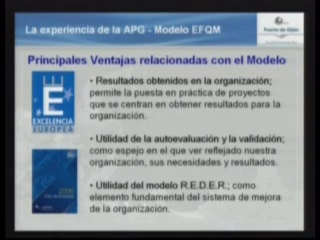 La experiencia de la APG - Modelo EFQM
Puerto de Gijón
Principales Ventajas relacionadas con el Modelo
• Resultados obtenidos en la organización;
permite la puesta en práctica de proyectos
que se centran en obtener resultados para la
organización.
EXCELENCIA
EUROPEA
• Utilidad de la autoevaluación y la validación;
como espejo en el que ver reflejado nuestra
organización, sus necesidades y resultados.
2006
• Utilidad del modelo R.E.D.E.R.; como
elemento fundamental del sistema de mejora
de la organización.